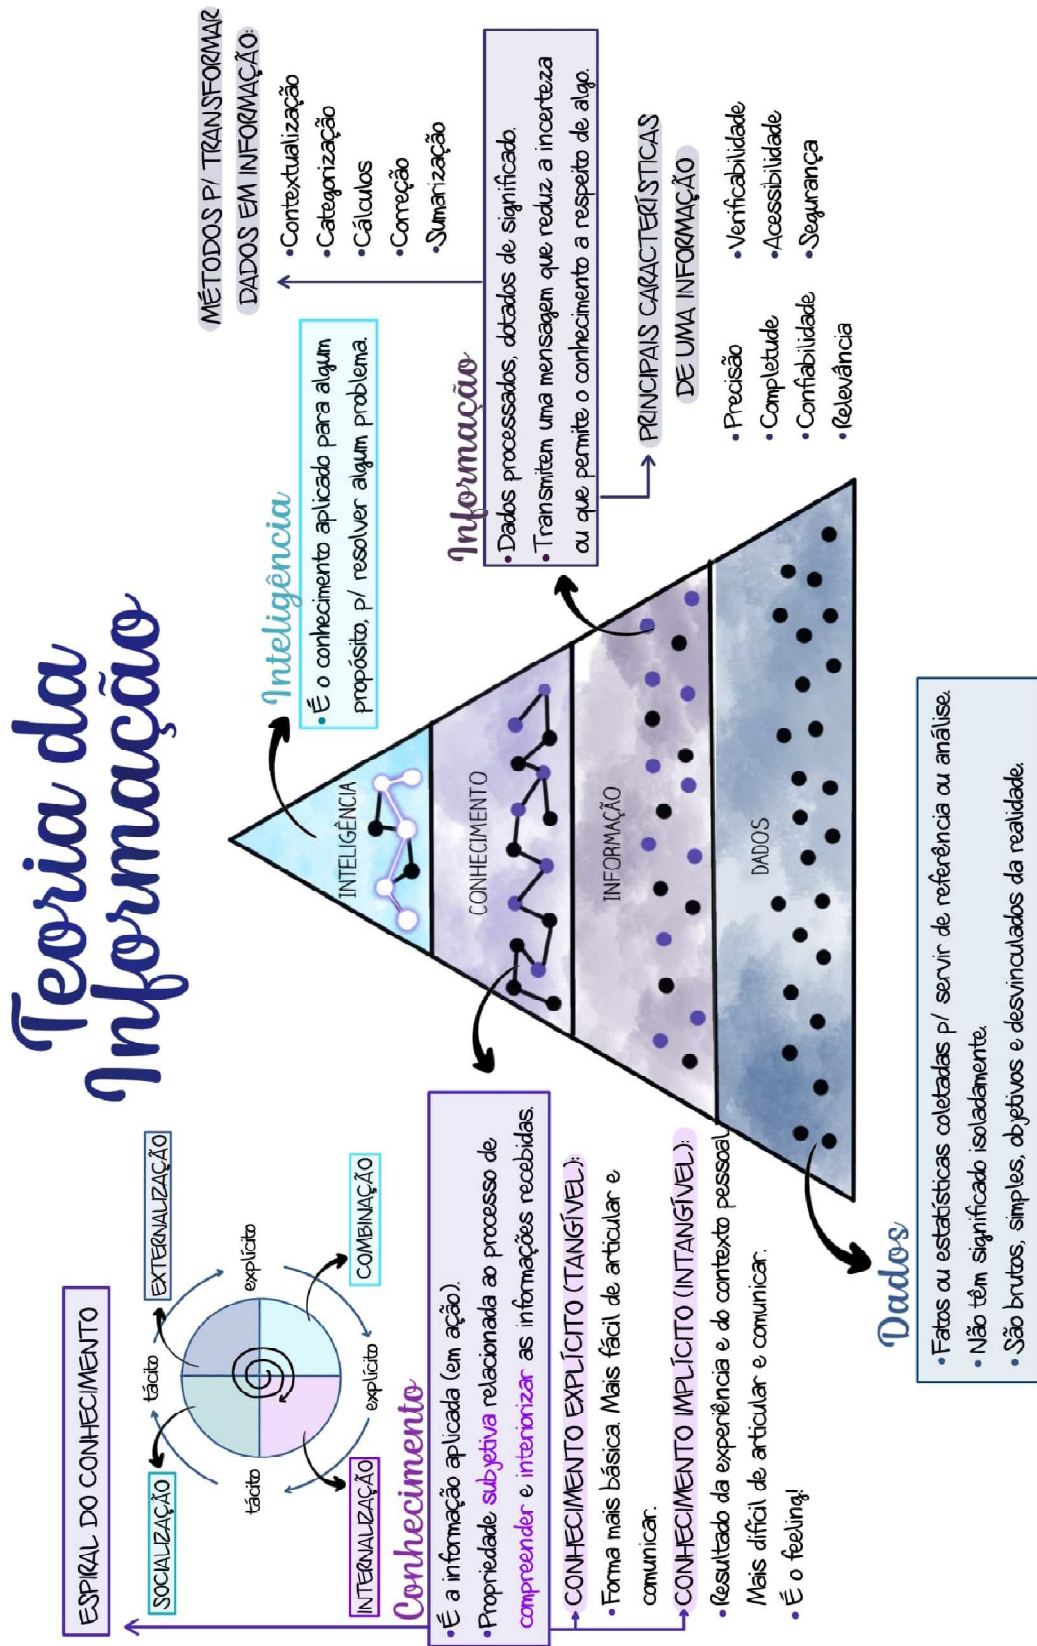 Teoria da
Informação
ESPIRAL DO CONHECIMENTO
SOCIALIZAÇÃO
EXTERNALIZAÇÃO
tácito
tácito
explícito
explícito
INTERNALIZAÇÃO
COMBINAÇÃO
Conhecimento
•É a informação aplicada (em ação).
•Propriedade subjetiva relacionada ao processo de
compreender e interiorizar as informações recebidas.
•CONHECIMENTO EXPLÍCITO (TANGÍVEL):
•Forma mais básica. Mais fácil de articular e
comunicar.
•CONHECIMENTO IMPLÍCITO (INTANGÍVEL):
•Resultado da experiência e do contexto pessoal.
Mais difícil de articular e comunicar.
•É o feeling!
INTELIGÊNCIA
CONHECIMENTO
INFORMAÇÃO
DADOS
Inteligência
•É o conhecimento aplicado para algum
propósito, p/ resolver algum problema.
MÉTODOS P/ TRANSFORMAR
DADOS EM INFORMAÇÃO:
•Contextualização
•Categorização
•Cálculos
•Correção
•Sumarização
Informação
•Dados processados, dotados de significado.
•Transmitem uma mensagem que reduz a incerteza
ou que permite o conhecimento a respeito de algo.
PRINCIPAIS CARACTERÍSTICAS
DE UMA INFORMAÇÃO
•Precisão
•Completude
•Confiabilidade
•Relevância
•Verificabilidade
•Acessibilidade
•Segurança
Dados
•Fatos ou estatísticas coletadas p/ servir de referência ou análise.
•Não têm significado isoladamente.
•São brutos, simples, objetivos e desvinculados da realidade.